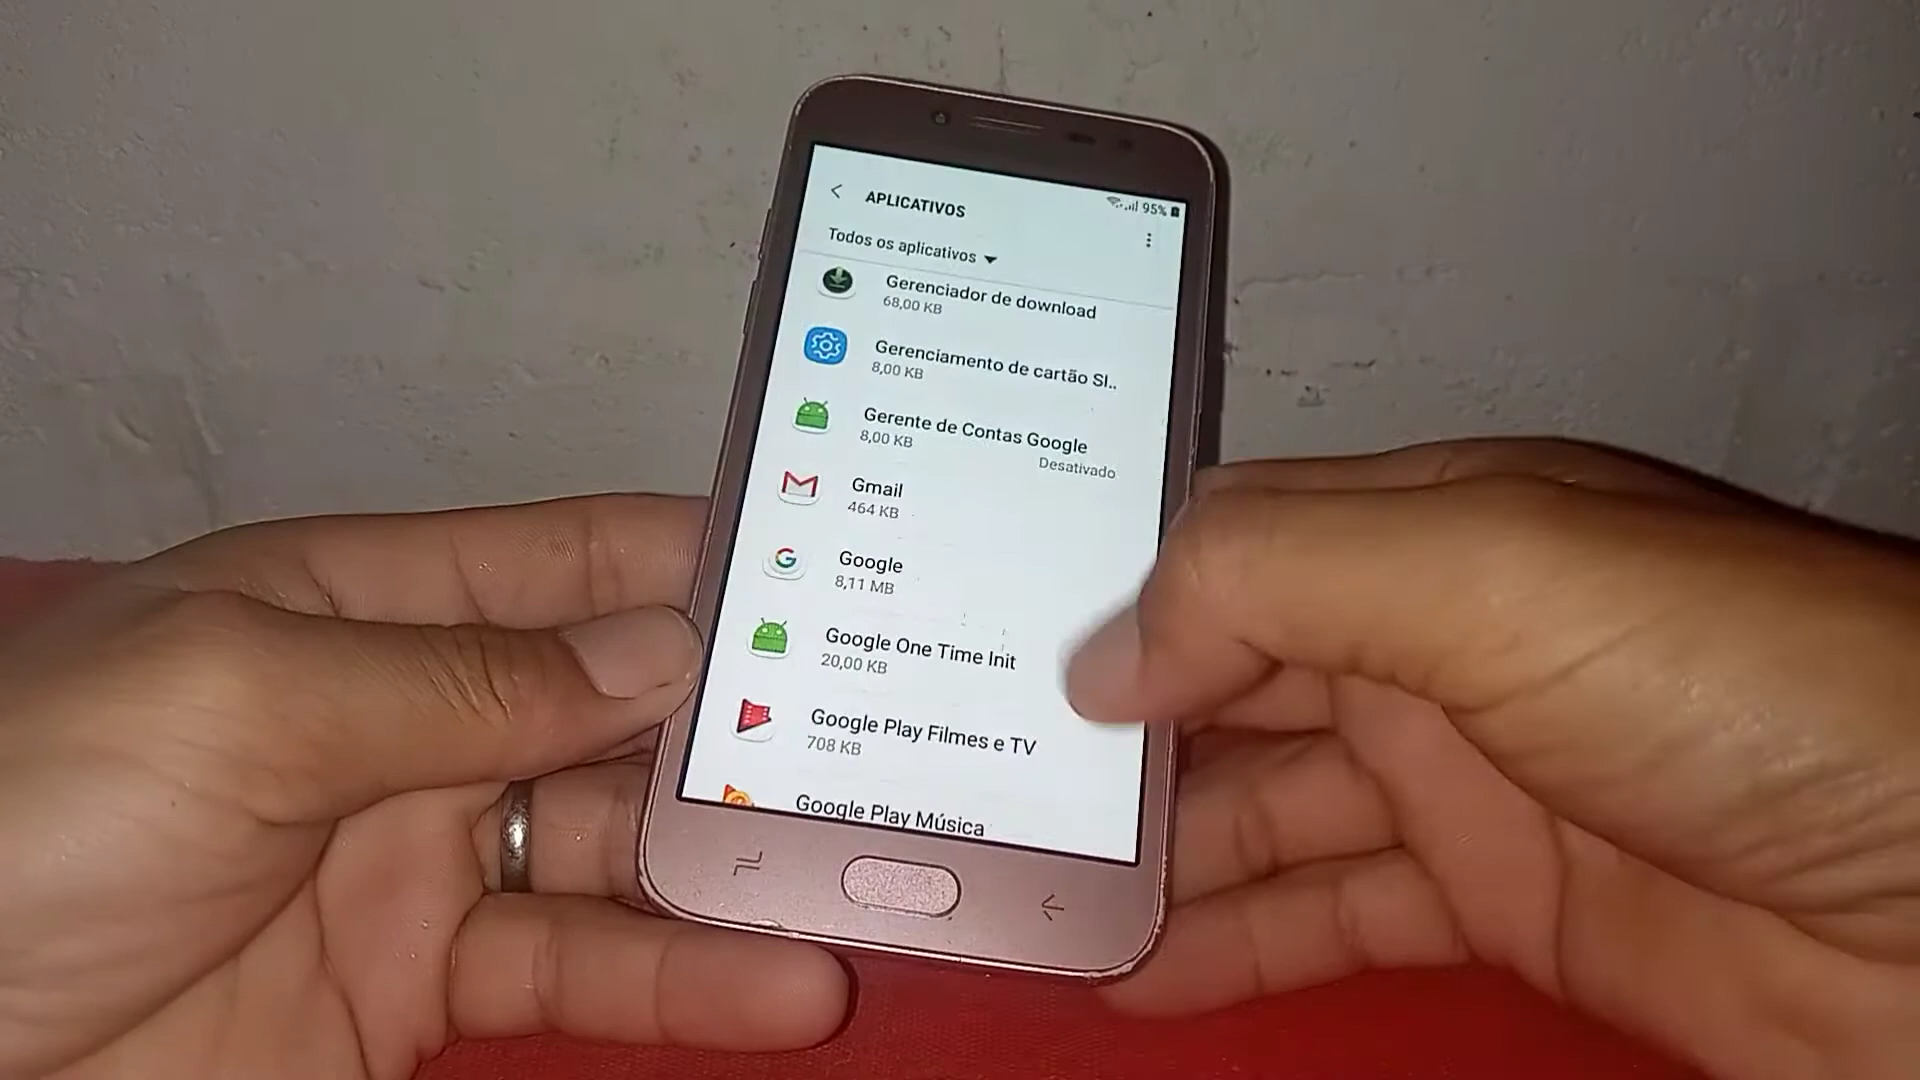 APLICATIVOS
95%
Todos os aplicativos
Gerenciador de download
68,00 KB
Gerenciamento de cartão SI..
8,00 KB
Gerente de Contas Google
8,00 KB
Desativado
Gmail
464 KB
Google
8,11 MB
Google One Time Init
20,00 KB
Google Play Filmes e TV
708 KB
Google Play Música